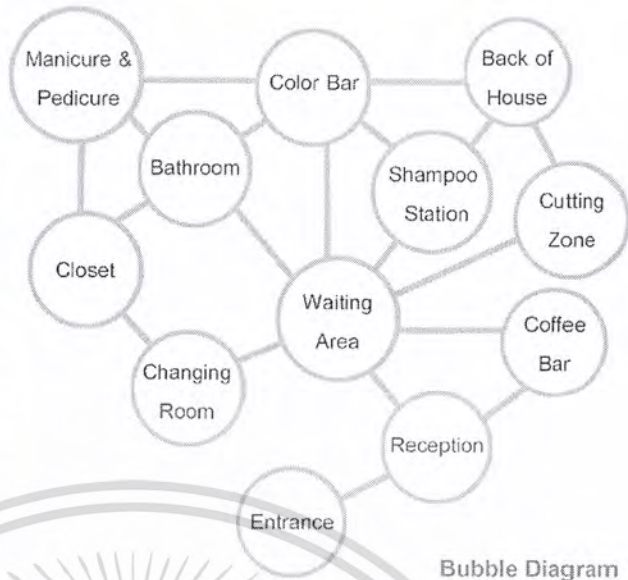 Manicure &
Pedicure
Color Bar
Back of
House
Bathroom
Shampoo
Station
Cutting
Zone
Closet
Waiting
Area
Coffee
Bar
Changing
Room
Reception
Entrance
Bubble Diagram